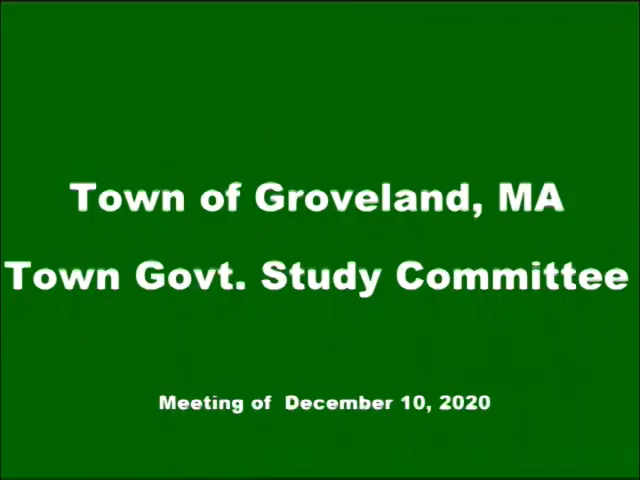 Town of Groveland, MA
Town Govt. Study Committee
Meeting of  December 10, 2020